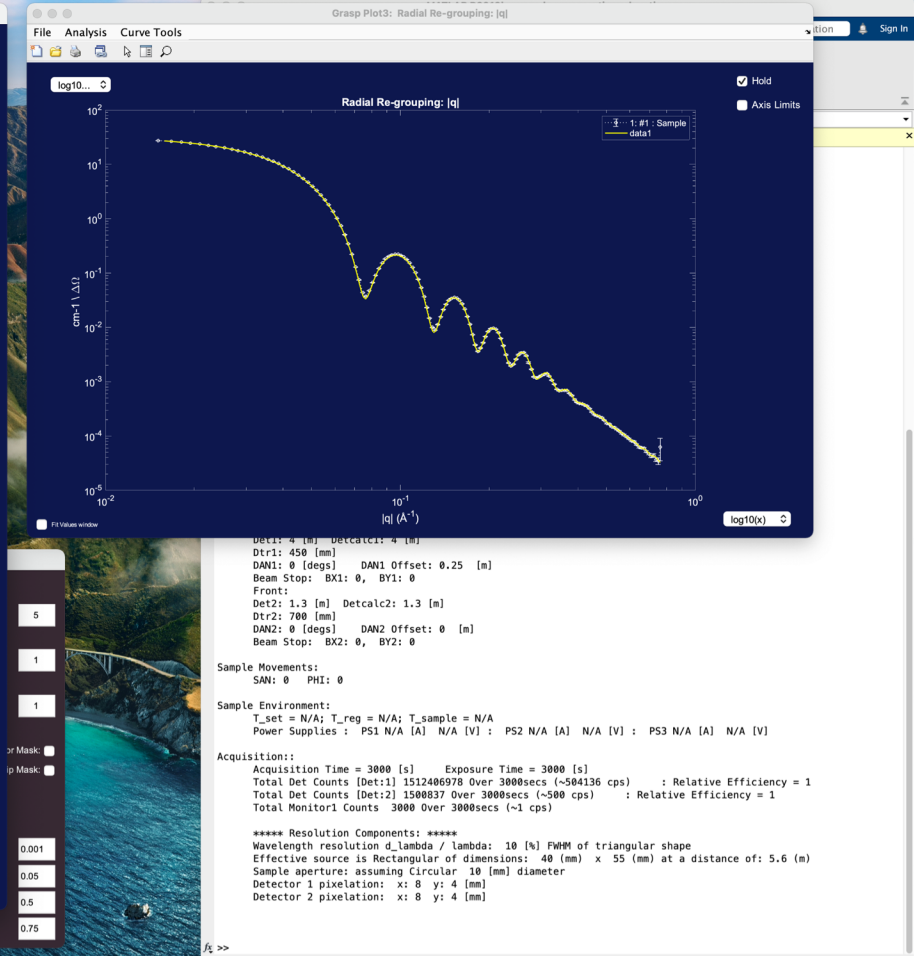 Grasp Plot3: Radial Re-grouping: |q|
File Analysis Curve Tools
Sign In
log10...
Hold
Axis Limits
Radial Re-grouping: |q|
1: #1 : Sample
data1
10^2
10^1
10^0
10^-1
10^-2
10^-3
10^-4
10^-5
cm-1 \ ΔΩ
10^-2 10^-1 10^0
|q| (Å^-1)
Fit Values window
log10(x)
Det1: 4 [m] Detcalc1: 4 [m]
Dtr1: 450 [mm]
DAN1: 0 [degs] DAN1 Offset: 0.25 [m]
Beam Stop: BX1: 0, BY1: 0
Front:
Det2: 1.3 [m] Detcalc2: 1.3 [m]
Dtr2: 700 [mm]
DAN2: 0 [degs] DAN2 Offset: 0 [m]
Beam Stop: BX2: 0, BY2: 0
Sample Movements:
SAN: 0 PHI: 0
Sample Environment:
T_set = N/A; T_reg = N/A; T_sample = N/A
Power Supplies : PS1 N/A [A] N/A [V] : PS2 N/A [A] N/A [V] : PS3 N/A [A] N/A [V]
Acquisition::
Acquisition Time = 3000 [s] Exposure Time = 3000 [s]
Total Det Counts [Det:1] 1512406978 Over 3000secs (~504136 cps) : Relative Efficiency = 1
Total Det Counts [Det:2] 1500837 Over 3000secs (~500 cps) : Relative Efficiency = 1
Total Monitor1 Counts 3000 Over 3000secs (~1 cps)
***** Resolution Components: *****
Wavelength resolution d_lambda / lambda: 10 [%] FWHM of triangular shape
Effective source is Rectangular of dimensions: 40 (mm) x 55 (mm) at a distance of: 5.6 (m)
Sample aperture: assuming Circular 10 [mm] diameter
Detector 1 pixelation: x: 8 y: 4 [mm]
Detector 2 pixelation: x: 8 y: 4 [mm]
fx >>
5
1
1
Mask:
Mask:
0.001
0.05
0.5
0.75